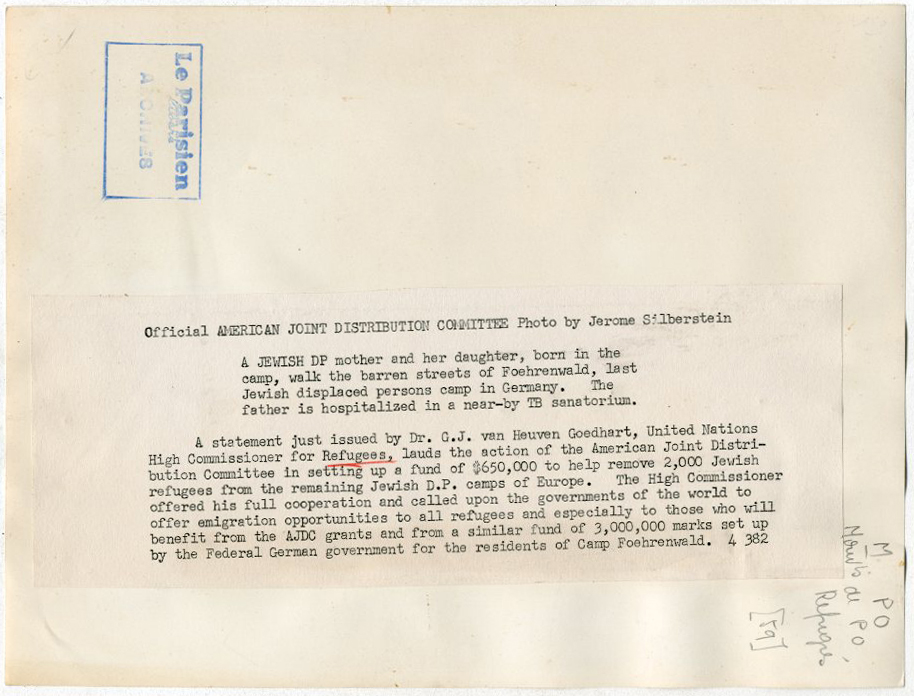 Le Parisien
ARCHIVES
Official AMERICAN JOINT DISTRIBUTION COMMITTEE Photo by Jerome Silberstein
A JEWISH DP mother and her daughter, born in the
camp, walk the barren streets of Foehrenwald, last
Jewish displaced persons camp in Germany. The
father is hospitalized in a near-by TB sanatorium.
A statement just issued by Dr. G.J. van Heuven Goedhart, United Nations
High Commissioner for Refugees, lauds the action of the American Joint Distri-
bution Committee in setting up a fund of $650,000 to help remove 2,000 Jewish
refugees from the remaining Jewish D.P. camps of Europe. The High Commissioner
offered his full cooperation and called upon the governments of the world to
offer emigration opportunities to all refugees and especially to those who will
benefit from the AJDC grants and from a similar fund of 3,000,000 marks set up
by the Federal German government for the residents of Camp Foehrenwald. 4 382
M. PO
de PO
Refugiés